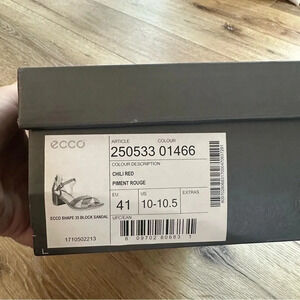 ecco
ARTICLE COLOUR
250533 01466
COLOUR DESCRIPTION
CHILI RED
PIMENT ROUGE
EU US EXTRAS
41 10-10.5
ECCO SHAPE 35 BLOCK SANDAL
UPC/EAN
1710502213